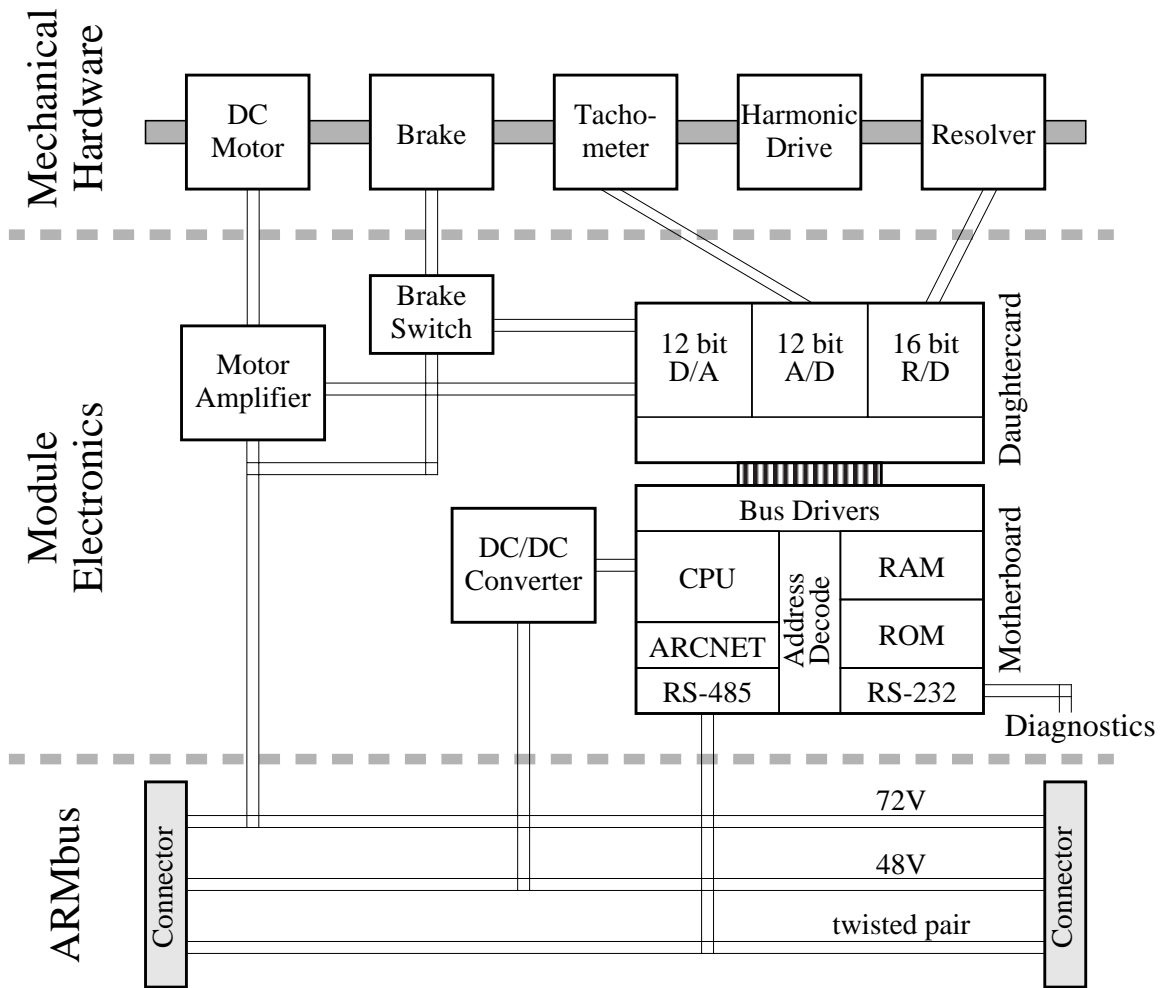 Mechanical
Hardware
DC
Motor
Brake
Tacho-
meter
Harmonic
Drive
Resolver
Module
Electronics
Brake
Switch
Motor
Amplifier
12 bit
D/A
12 bit
A/D
16 bit
R/D
Daughtercard
Bus Drivers
DC/DC
Converter
CPU
Address
Decode
RAM
ROM
ARCNET
RS-485
RS-232
Motherboard
Diagnostics
ARMbus
Connector
72V
48V
twisted pair
Connector